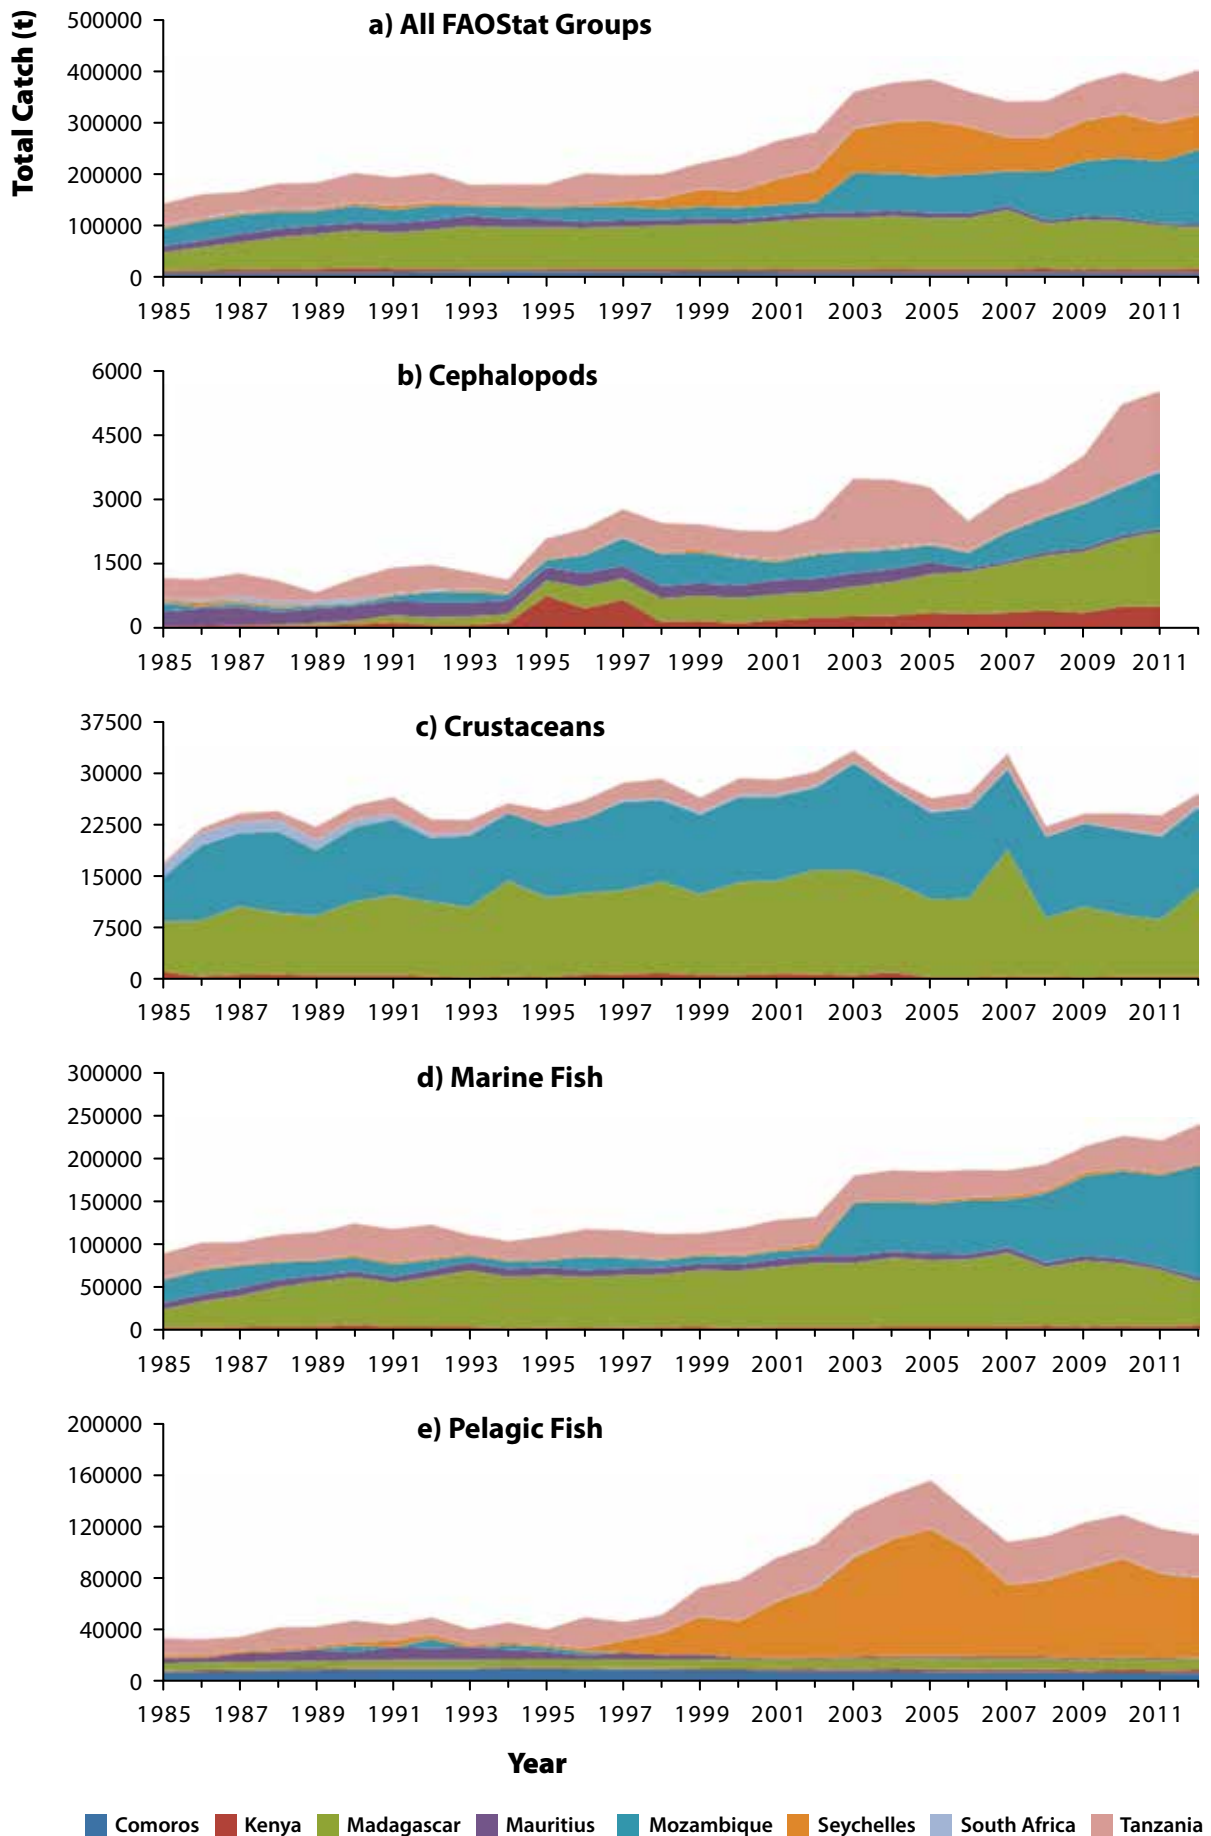 Total Catch (t)
a) All FAOStat Groups
500000
400000
300000
200000
100000
0
1985 1987 1989 1991 1993 1995 1997 1999 2001 2003 2005 2007 2009 2011
b) Cephalopods
6000
4500
3000
1500
0
1985 1987 1989 1991 1993 1995 1997 1999 2001 2003 2005 2007 2009 2011
c) Crustaceans
37500
30000
22500
15000
7500
0
1985 1987 1989 1991 1993 1995 1997 1999 2001 2003 2005 2007 2009 2011
d) Marine Fish
300000
250000
200000
150000
100000
50000
0
1985 1987 1989 1991 1993 1995 1997 1999 2001 2003 2005 2007 2009 2011
e) Pelagic Fish
200000
160000
120000
80000
40000
0
1985 1987 1989 1991 1993 1995 1997 1999 2001 2003 2005 2007 2009 2011
Year
Comoros Kenya Madagascar Mauritius Mozambique Seychelles South Africa Tanzania